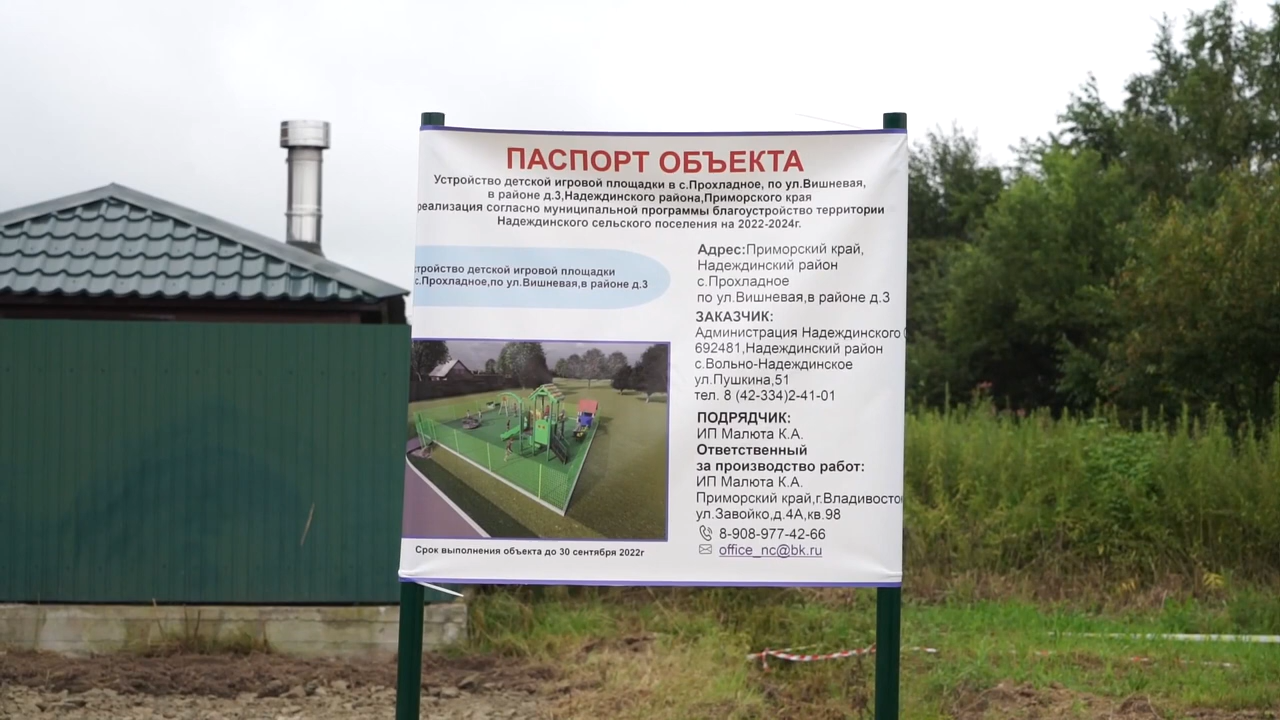 ПАСПОРТ ОБЪЕКТА
Устройство детской игровой площадки в с.Прохладное, по ул.Вишневая,
в районе д.3,Надеждинского района,Приморского края
реализация согласно муниципальной программы благоустройство территории
Надеждинского сельского поселения на 2022-2024г.
тройство детской игровой площадки
с.Прохладное,по ул.Вишневая,в районе д.3
Срок выполнения объекта до 30 сентября 2022г
Адрес:Приморский край,
Надеждинский район
с.Прохладное
по ул.Вишневая,в районе д.3
ЗАКАЗЧИК:
Администрация Надеждинского
692481,Надеждинский район
с.Вольно-Надеждинское
ул.Пушкина,51
тел. 8 (42-334)2-41-01
ПОДРЯДЧИК:
ИП Малюта К.А.
Ответственный
за производство работ:
ИП Малюта К.А.
Приморский край,г.Владивосто
ул.Завойко,д.4А,кв.98
8-908-977-42-66
office_nc@bk.ru